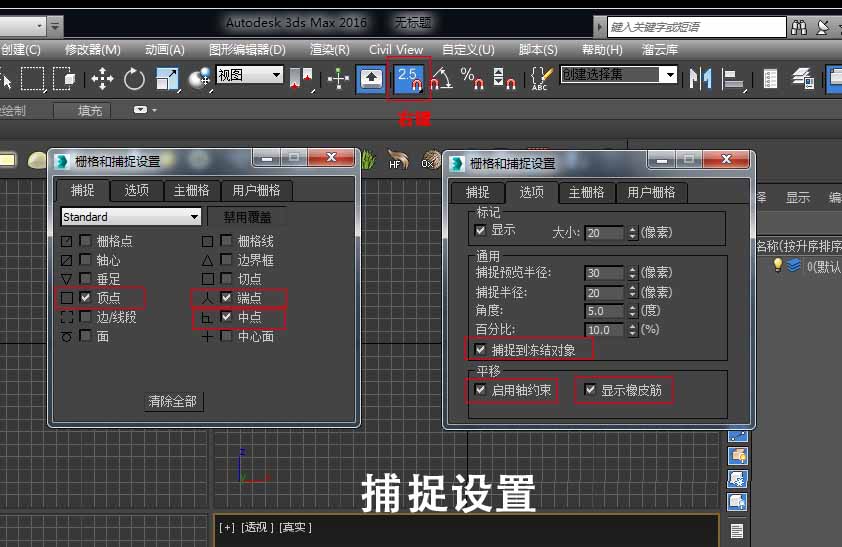 Autodesk 3ds Max 2016 无标题
键入关键字或短语
创建(C) 修改器(M) 动画(A) 图形编辑器(D) 渲染(R) Civil View 自定义(U) 脚本(S) 帮助(H) 溜云库
视图 2.5 % ABC 创建选择集
绘制 填充
右键
HF
栅格和捕捉设置
捕捉 选项 主栅格 用户栅格
Standard 禁用覆盖
栅格点 栅格线
轴心 边界框
垂足 切点
顶点 端点
边/线段 中点
面 中心面
清除全部
栅格和捕捉设置
捕捉 选项 主栅格 用户栅格
标记
显示 大小: 20 (像素)
通用
捕捉预览半径: 30 (像素)
捕捉半径: 20 (像素)
角度: 5.0 (度)
百分比: 10.0 (%)
捕捉到冻结对象
平移
启用轴约束 显示橡皮筋
显示 编
名称(按升序排序
0(默认
z
捕捉设置
[+] [透视] [真实]